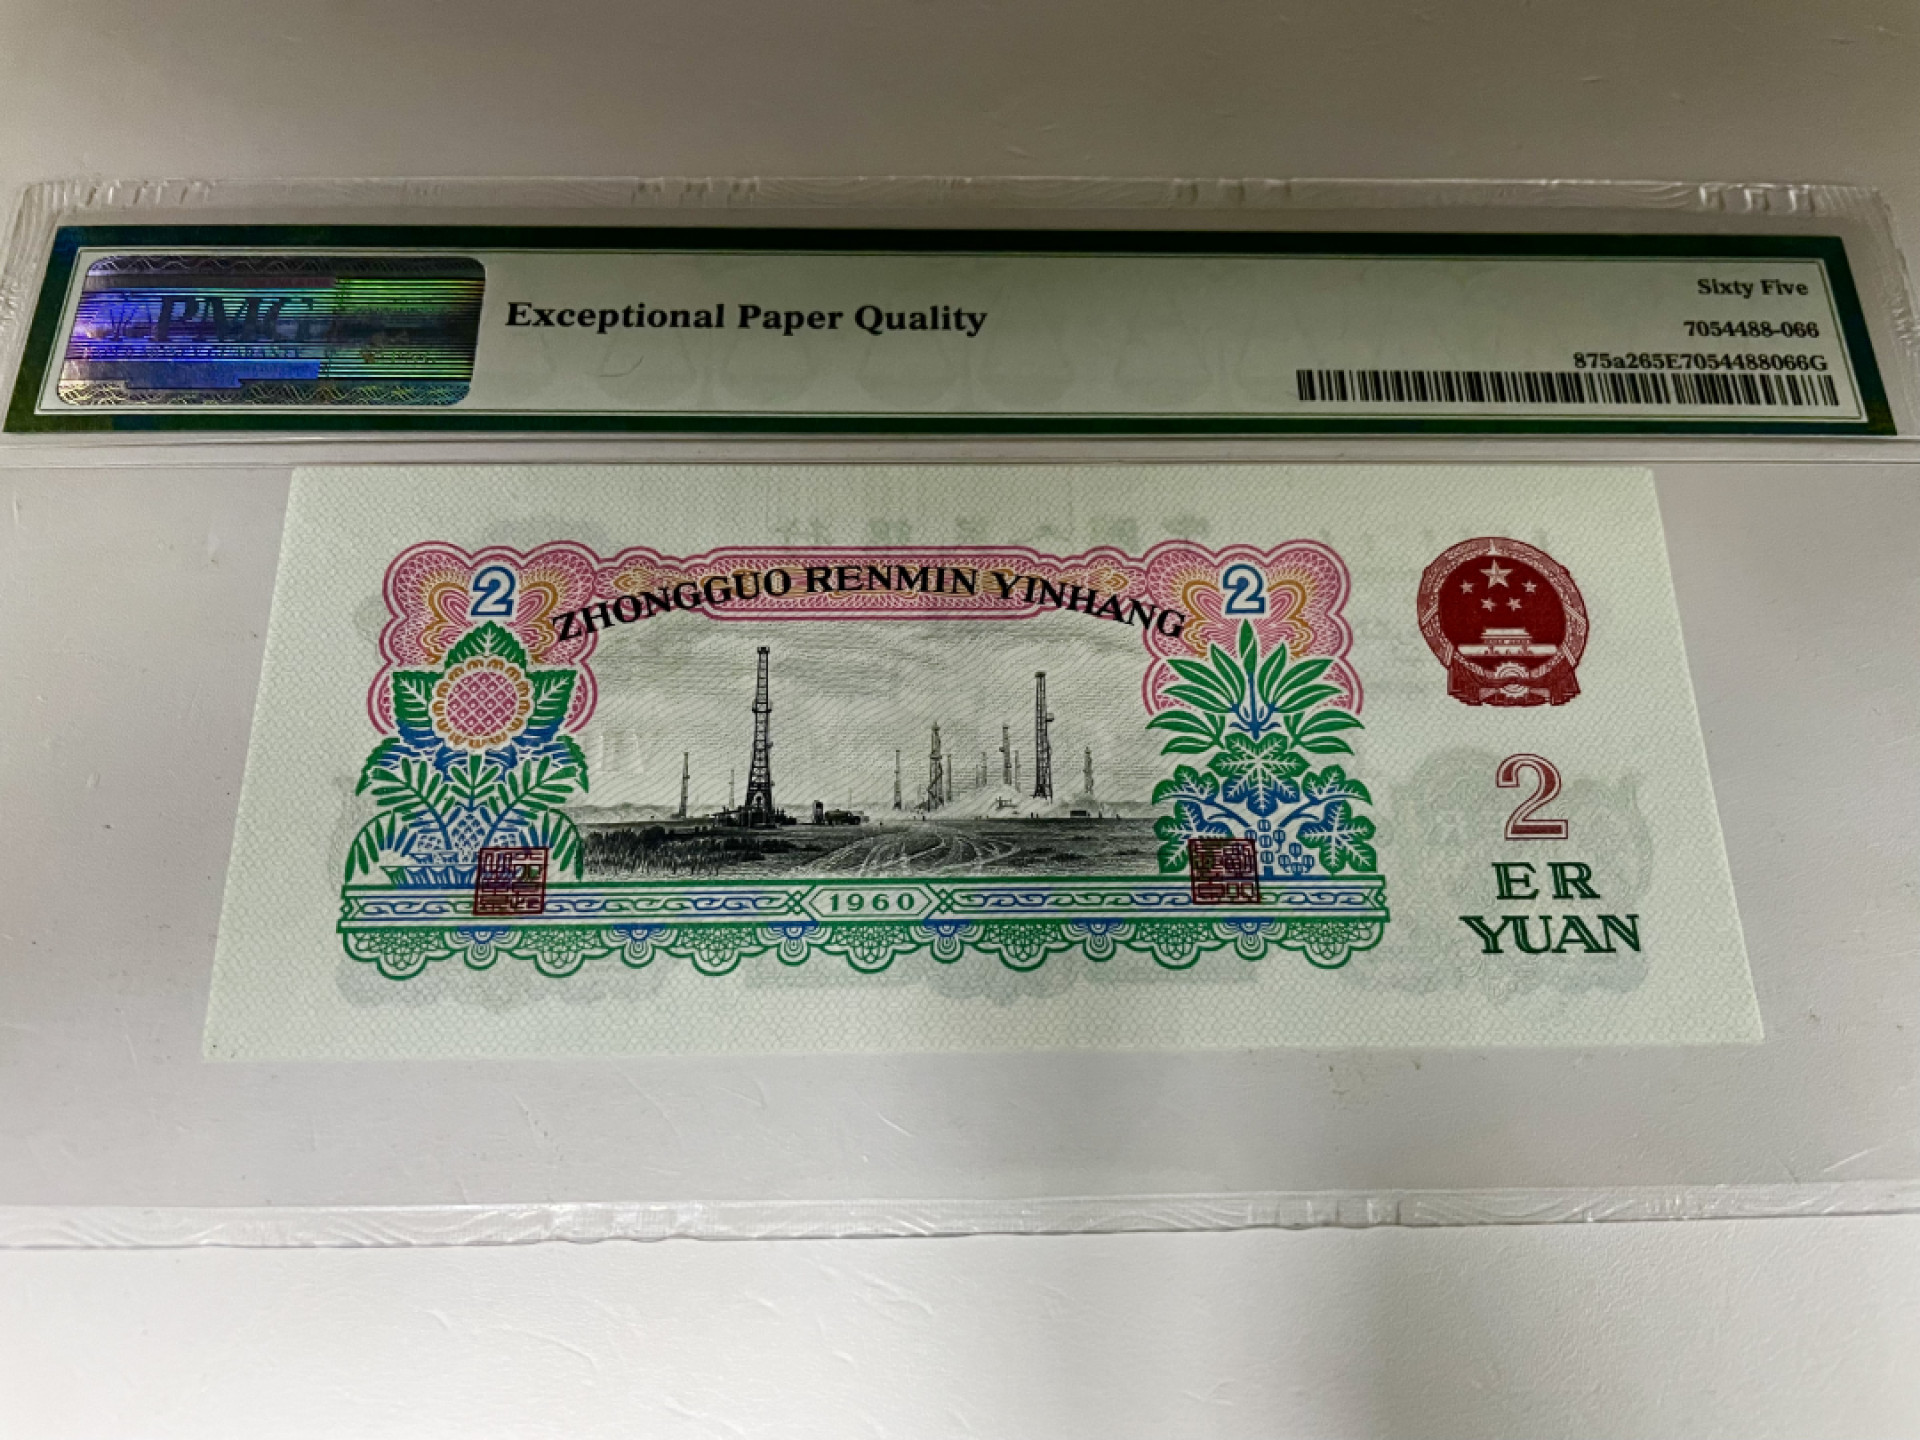 PMG
Exceptional Paper Quality
Sixty Five
7054488-066
875a265E7054488066G
2
ZHONGGUO RENMIN YINHANG
2
1960
2
ER
YUAN